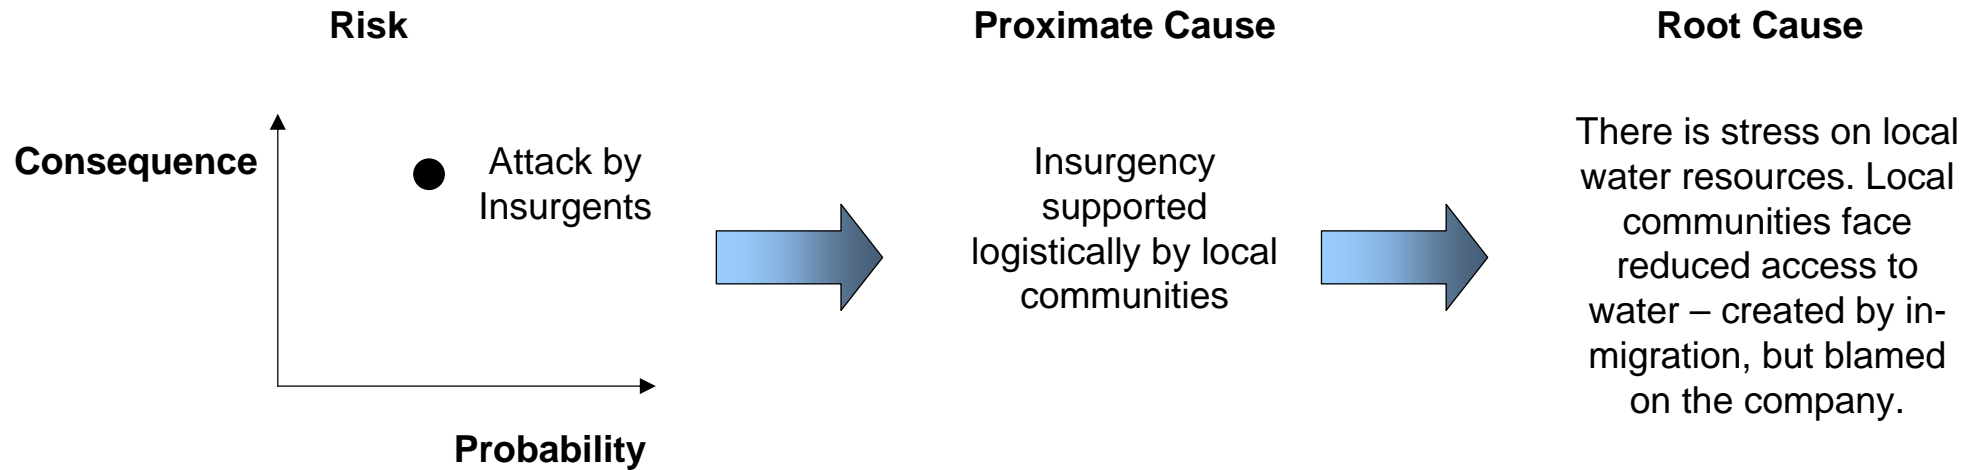 Risk
Proximate Cause
Root Cause
Consequence
Attack by
Insurgents
Probability
Insurgency
supported
logistically by local
communities
There is stress on local
water resources. Local
communities face
reduced access to
water – created by in-
migration, but blamed
on the company.